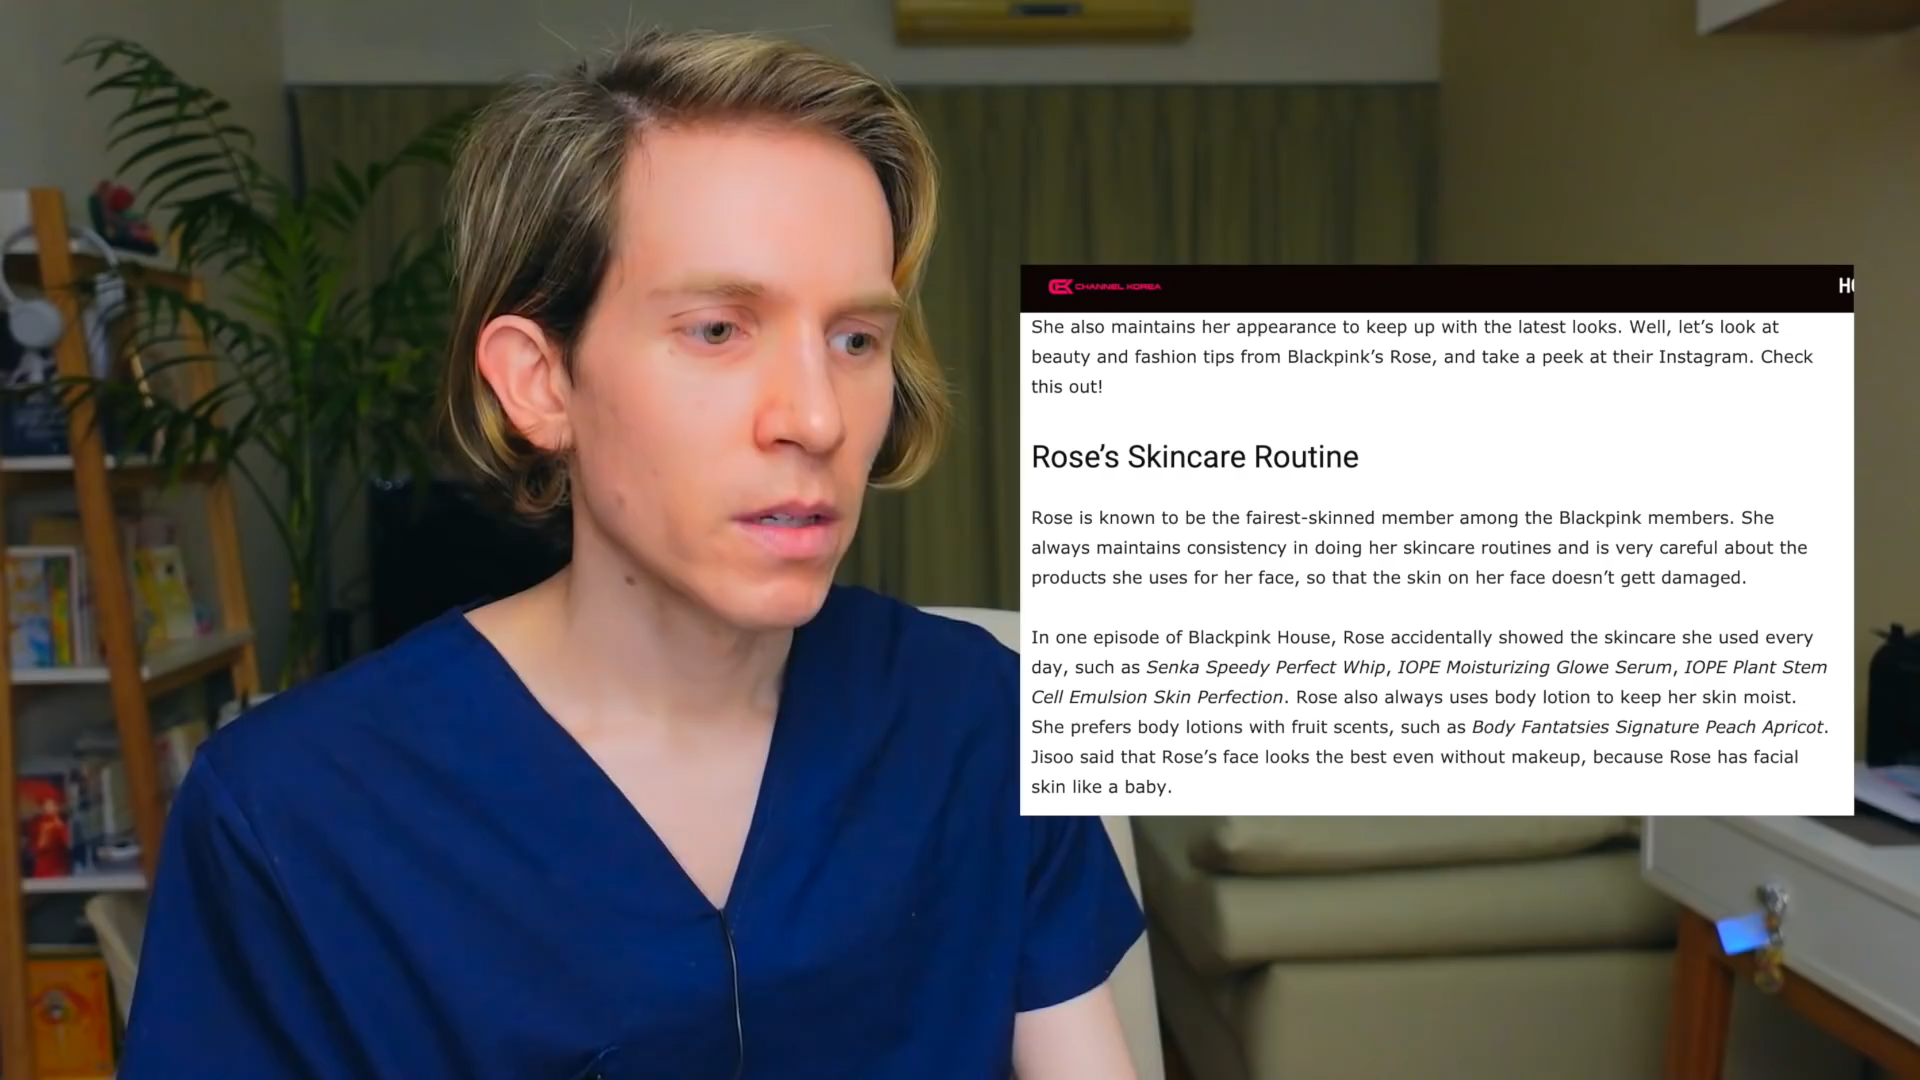 CHANNEL KOREA
She also maintains her appearance to keep up with the latest looks. Well, let’s look at
beauty and fashion tips from Blackpink’s Rose, and take a peek at their Instagram. Check
this out!
Rose’s Skincare Routine
Rose is known to be the fairest-skinned member among the Blackpink members. She
always maintains consistency in doing her skincare routines and is very careful about the
products she uses for her face, so that the skin on her face doesn’t gett damaged.
In one episode of Blackpink House, Rose accidentally showed the skincare she used every
day, such as Senka Speedy Perfect Whip, IOPE Moisturizing Glowe Serum, IOPE Plant Stem
Cell Emulsion Skin Perfection. Rose also always uses body lotion to keep her skin moist.
She prefers body lotions with fruit scents, such as Body Fantatsies Signature Peach Apricot.
Jisoo said that Rose’s face looks the best even without makeup, because Rose has facial
skin like a baby.